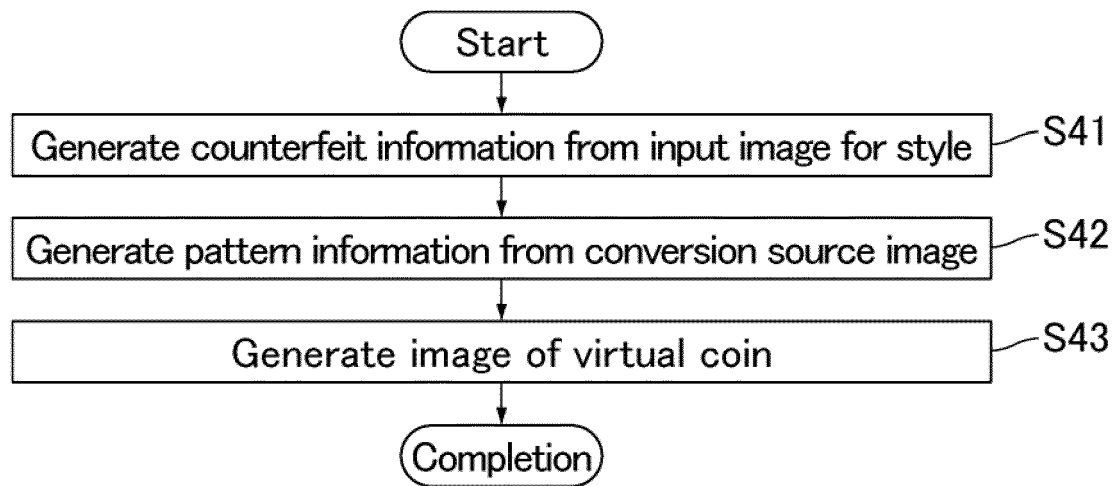 Start
Generate counterfeit information from input image for style
S41
Generate pattern information from conversion source image
S42
Generate image of virtual coin
S43
Completion